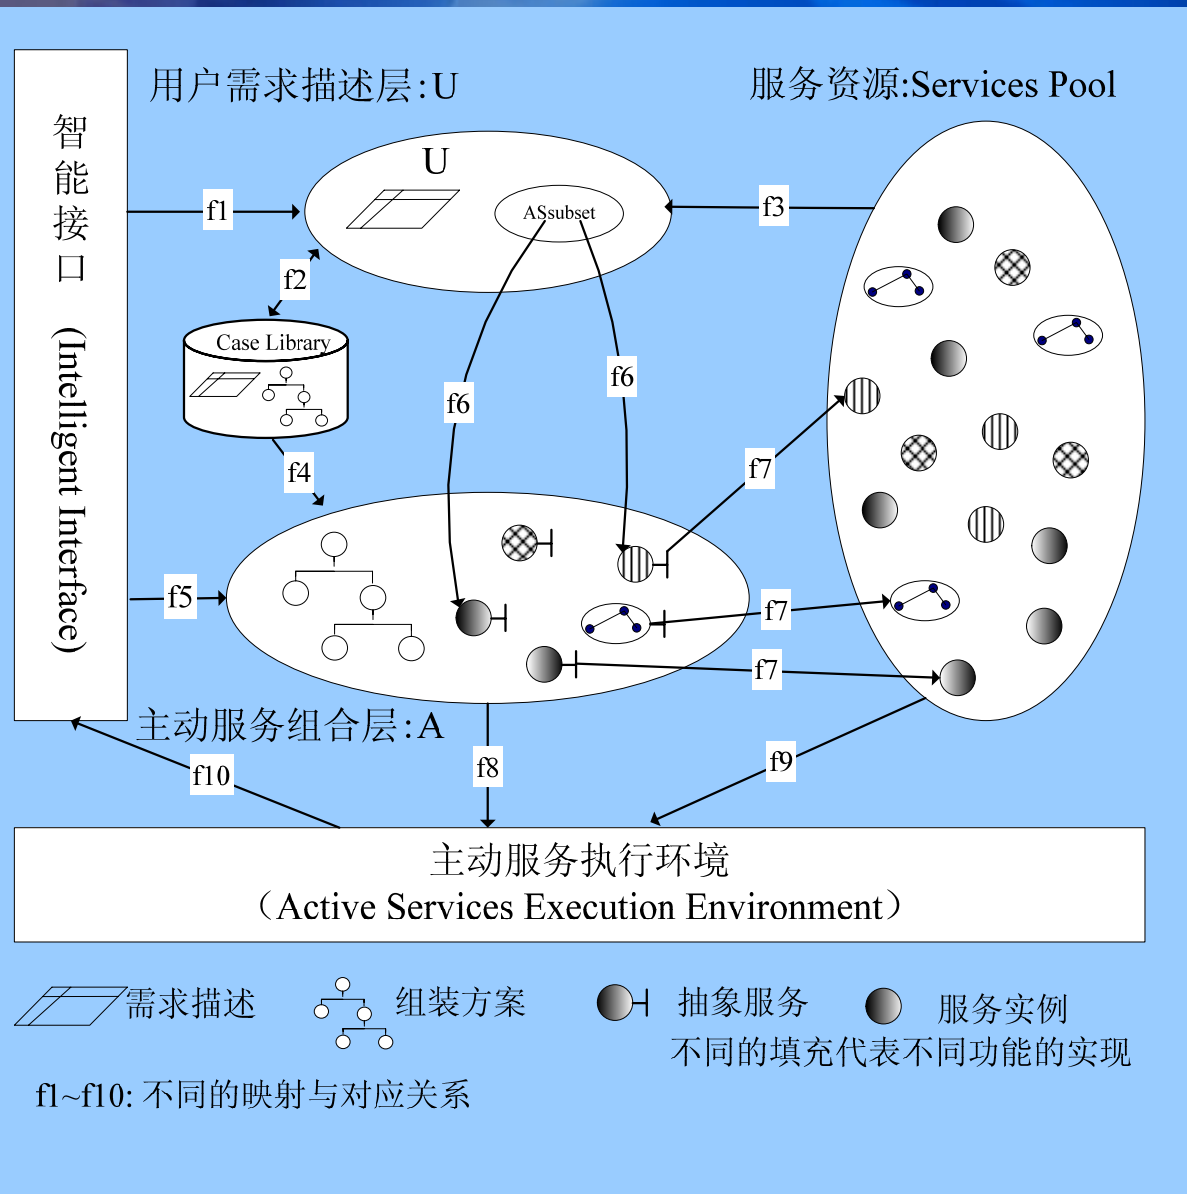 用户需求描述层:U
服务资源:Services Pool
智能接口 (Intelligent Interface)
U
ASsubset
f1
f3
f2
Case Library
f6
f6
f4
f7
f5
f7
f7
主动服务组合层:A
f8
f9
f10
主动服务执行环境
（Active Services Execution Environment）
需求描述
组装方案
抽象服务
服务实例
不同的填充代表不同功能的实现
f1~f10: 不同的映射与对应关系